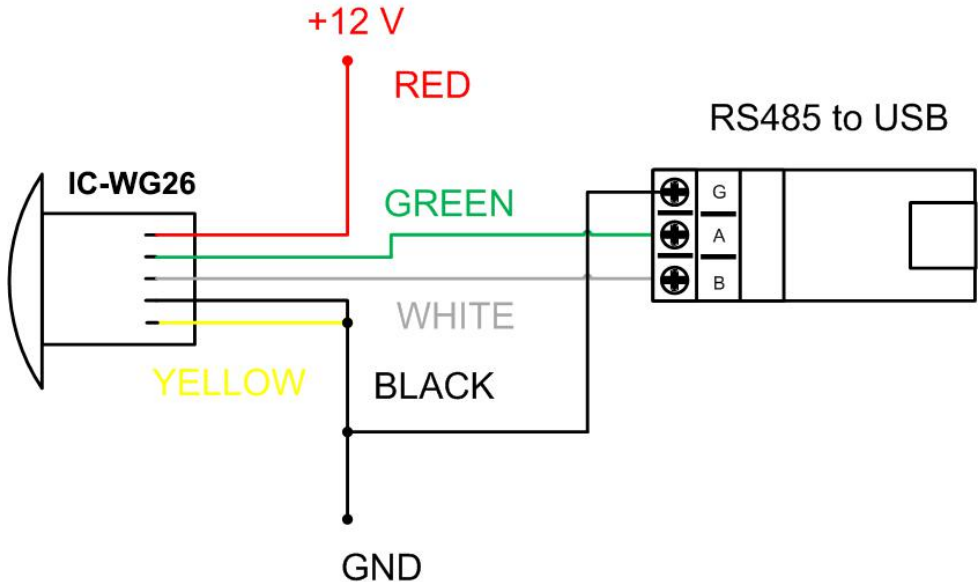 +12 V
RED
RS485 to USB
IC-WG26
GREEN
G
A
B
WHITE
YELLOW
BLACK
GND